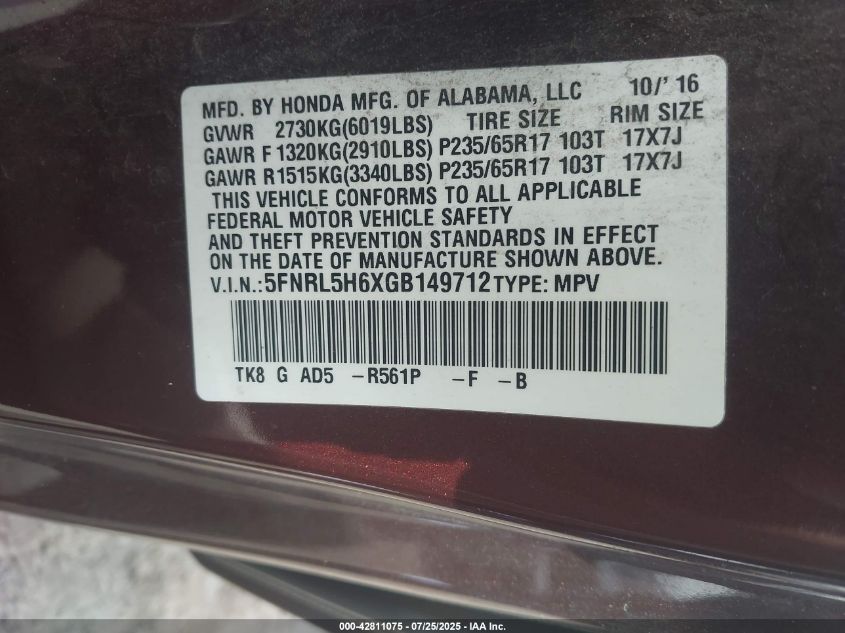 MFD. BY HONDA MFG. OF ALABAMA, LLC 10/'16
GVWR 2730KG(6019LBS) TIRE SIZE RIM SIZE
GAWR F 1320KG(2910LBS) P235/65R17 103T 17X7J
GAWR R1515KG(3340LBS) P235/65R17 103T 17X7J
THIS VEHICLE CONFORMS TO ALL APPLICABLE
FEDERAL MOTOR VEHICLE SAFETY
AND THEFT PREVENTION STANDARDS IN EFFECT
ON THE DATE OF MANUFACTURE SHOWN ABOVE.
V.I.N.:5FNRL5H6XGB149712 TYPE: MPV
TK8 G AD5 -R561P -F -B
000-42811075 - 07/25/2025 - IAA Inc.